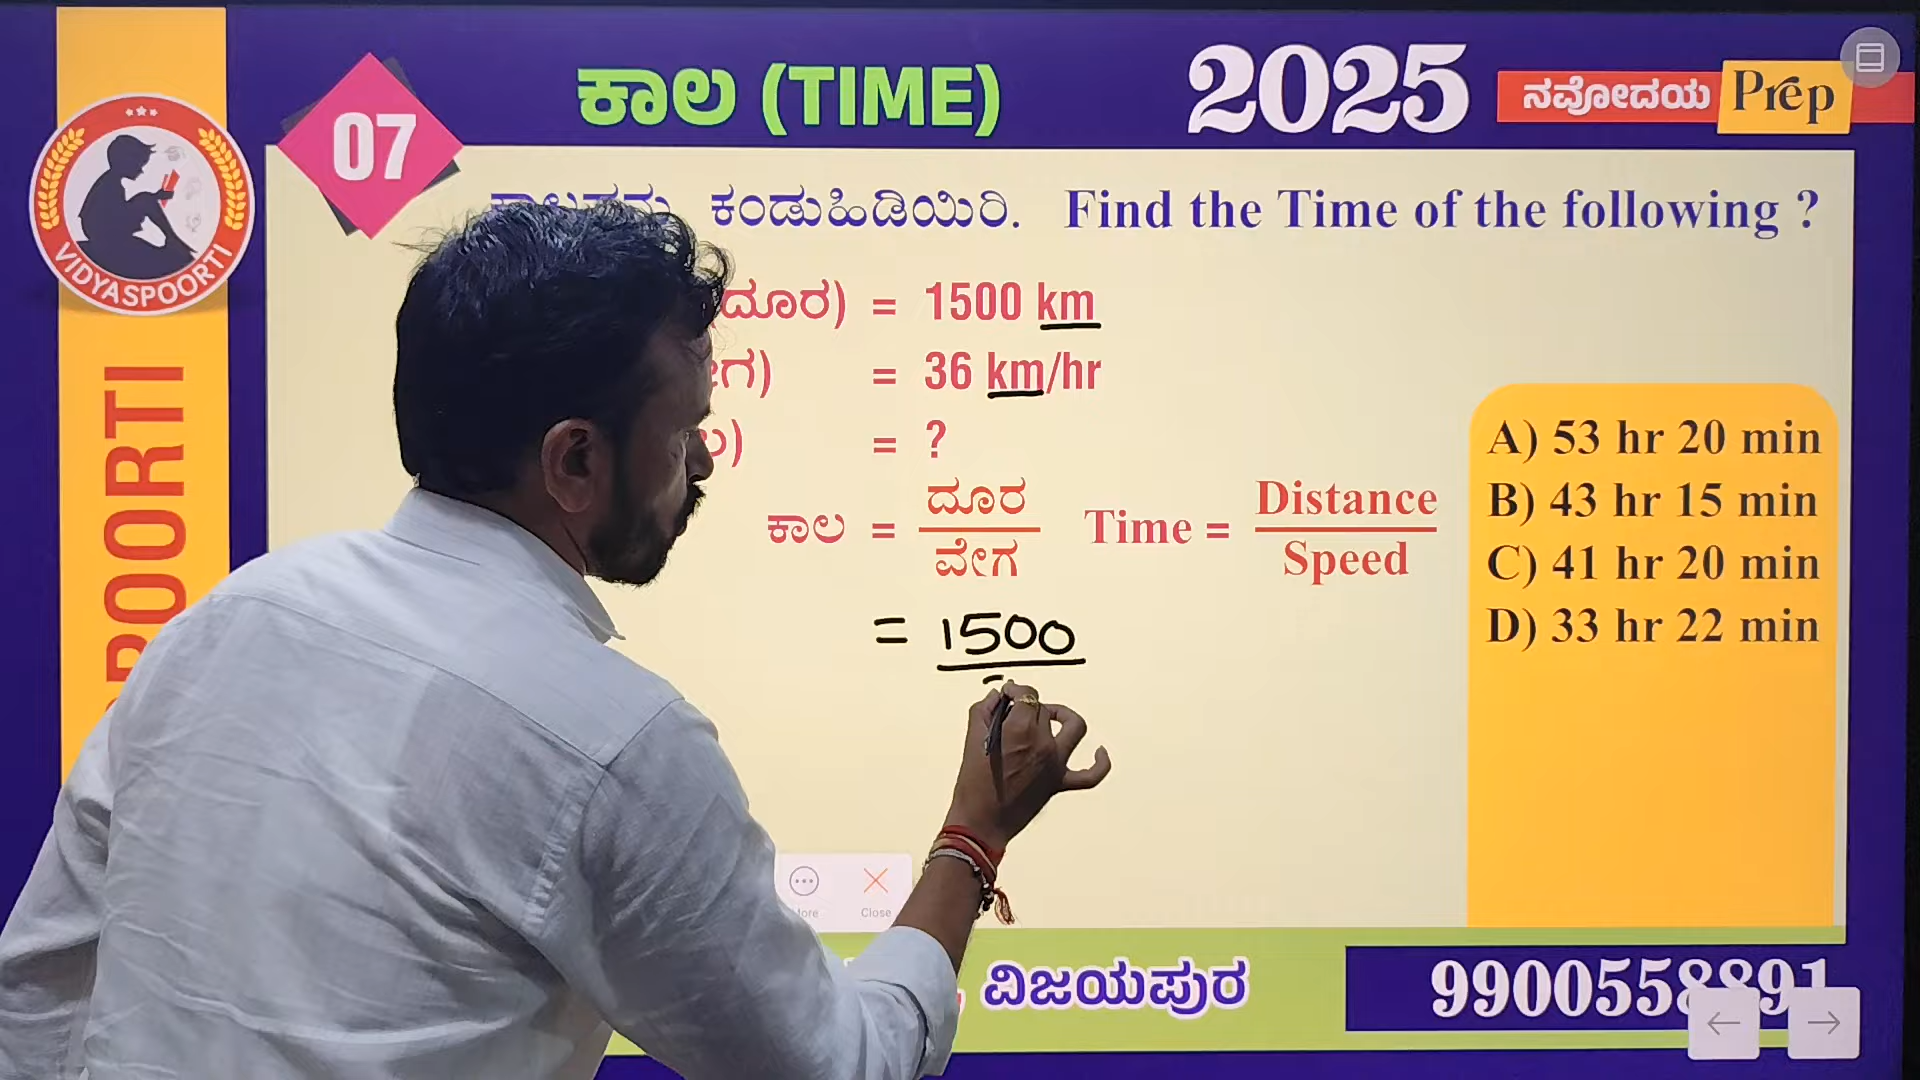 07
ಕಾಲ (TIME)
2025
ನವೋದಯ Prep
VIDYASPOORTI
POORTI
ಕಂಡುಹಿಡಿಯಿರಿ. Find the Time of the following ?
ದೂರ) = 1500 km
= 36 km/hr
= ?
ಕಾಲ = ದೂರ Time = Distance
ವೇಗ Speed
= 1500
A) 53 hr 20 min
B) 43 hr 15 min
C) 41 hr 20 min
D) 33 hr 22 min
Close
ವಿಜಯಪುರ
9900558891